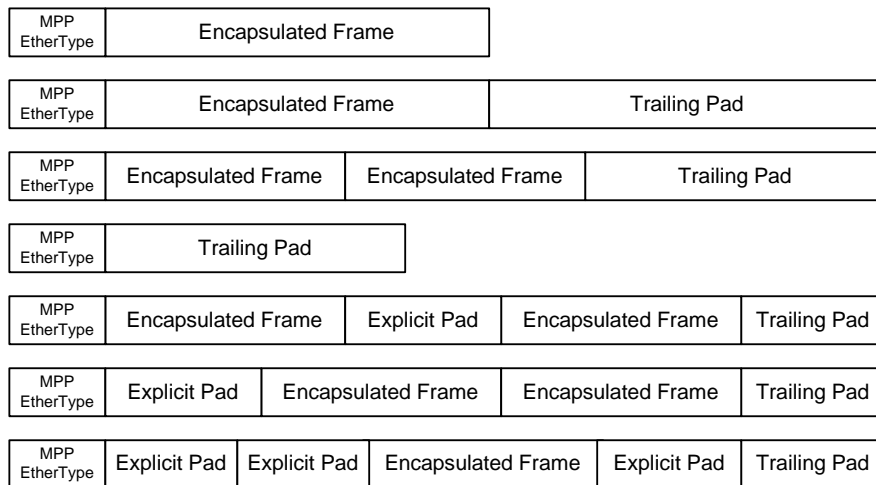 MPP
EtherType
Encapsulated Frame
MPP
EtherType
Encapsulated Frame
Trailing Pad
MPP
EtherType
Encapsulated Frame
Encapsulated Frame
Trailing Pad
MPP
EtherType
Trailing Pad
MPP
EtherType
Encapsulated Frame
Explicit Pad
Encapsulated Frame
Trailing Pad
MPP
EtherType
Explicit Pad
Encapsulated Frame
Encapsulated Frame
Trailing Pad
MPP
EtherType
Explicit Pad
Explicit Pad
Encapsulated Frame
Explicit Pad
Trailing Pad